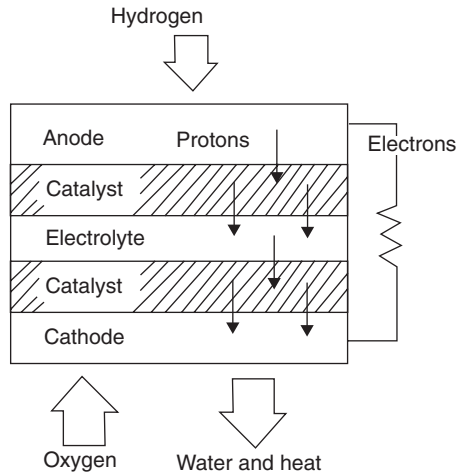 Hydrogen
Anode
Protons
Electrons
Catalyst
Electrolyte
Catalyst
Cathode
Oxygen
Water and heat